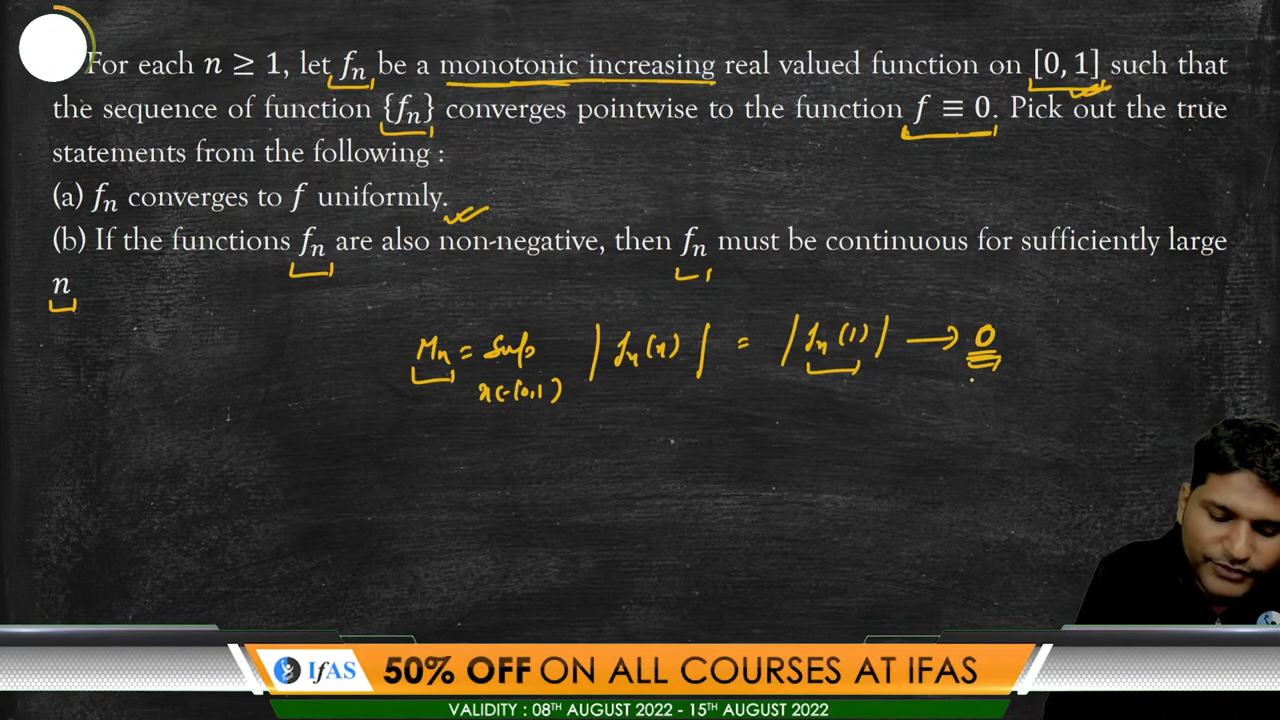 For each n ≥ 1, let fₙ be a monotonic increasing real valued function on [0, 1] such that
the sequence of function {fₙ} converges pointwise to the function f ≡ 0. Pick out the true
statements from the following :
(a) fₙ converges to f uniformly.
(b) If the functions fₙ are also non-negative, then fₙ must be continuous for sufficiently large
n
Mₙ = Sup | fₙ(x) | = | fₙ(1) | → 0
x∈[0,1)
IFAS 50% OFF ON ALL COURSES AT IFAS
VALIDITY : 08TH AUGUST 2022 - 15TH AUGUST 2022